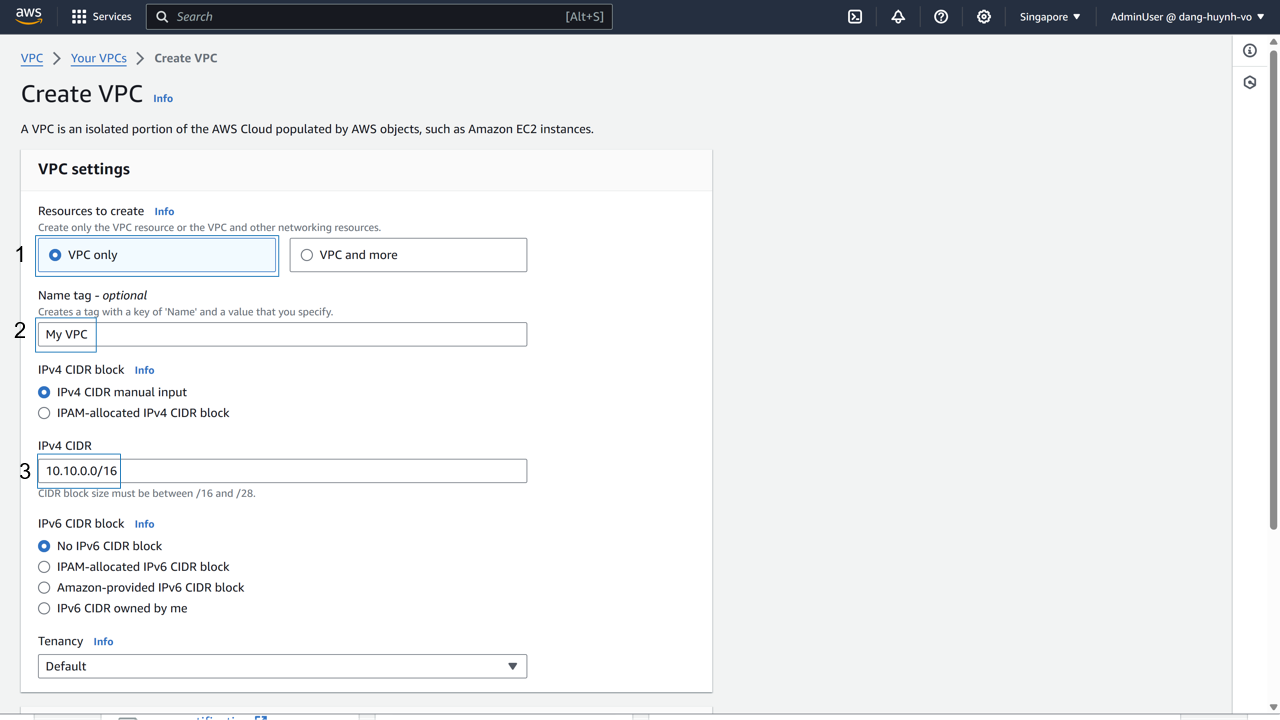 aws Services Search [Alt+S] Singapore AdminUser @ dang-huynh-vo
VPC Your VPCs Create VPC
Create VPC Info
A VPC is an isolated portion of the AWS Cloud populated by AWS objects, such as Amazon EC2 instances.
VPC settings
Resources to create Info
Create only the VPC resource or the VPC and other networking resources.
1 VPC only VPC and more
Name tag - optional
Creates a tag with a key of 'Name' and a value that you specify.
2 My VPC
IPv4 CIDR block Info
IPv4 CIDR manual input
IPAM-allocated IPv4 CIDR block
IPv4 CIDR
3 10.10.0.0/16
CIDR block size must be between /16 and /28.
IPv6 CIDR block Info
No IPv6 CIDR block
IPAM-allocated IPv6 CIDR block
Amazon-provided IPv6 CIDR block
IPv6 CIDR owned by me
Tenancy Info
Default